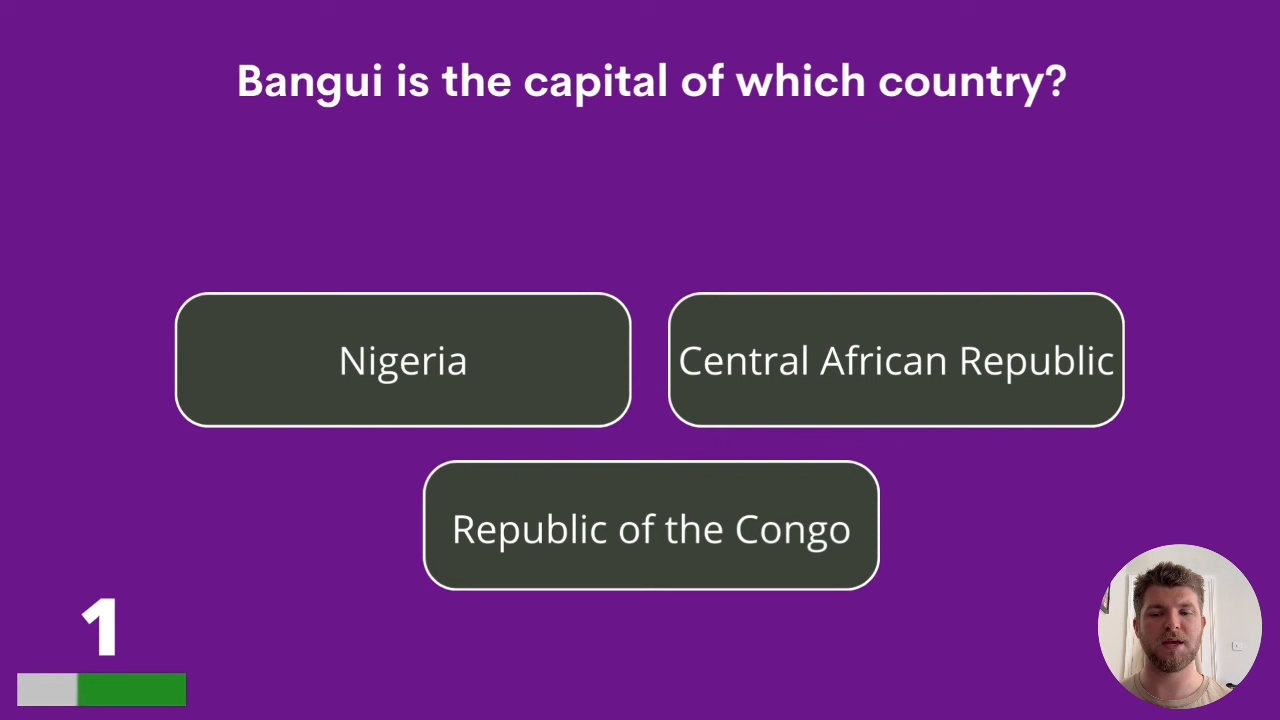 Bangui is the capital of which country?
Nigeria
Central African Republic
Republic of the Congo
1